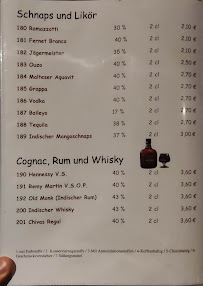 Schnaps und Likör
180 Ramazzotti 30 % 2 cl 2,10 €
181 Fernet Branca 40 % 2 cl 2,70 €
182 Jägermeister 35 % 2 cl 2,10 €
183 Ouzo 40 % 2 cl 2,70 €
184 Malteser Aquavit 40 % 2 cl 2,70 €
185 Grappa 40 % 2 cl 2,70 €
186 Vodka 40 % 2 cl 2,70 €
187 Baileys 17 % 2 cl 2,70 €
188 Tequila 38 % 2 cl 2,70 €
189 Indischer Mangoschnaps 37 % 2 cl 3,00 €
Cognac, Rum und Whisky
190 Hennessy V.S. 40 % 2 cl 3,60 €
191 Remy Martin V.S.O.P. 40 % 2 cl 3,60 €
192 Old Monk (Indischer Rum) 43 % 2 cl 3,60 €
200 Indischer Whisky 43 % 2 cl 3,60 €
201 Chivas Regal 40 % 2 cl 3,60 €